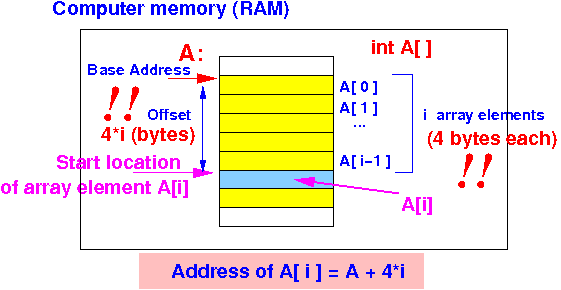 Computer memory (RAM)
A:
int A[ ]
Base Address
A[ 0 ]
!!
Offset
A[ 1 ]
i array elements
4*i (bytes)
...
(4 bytes each)
Start location
A[ i-1 ]
!!
of array element A[i]
A[i]
Address of A[ i ] = A + 4*i